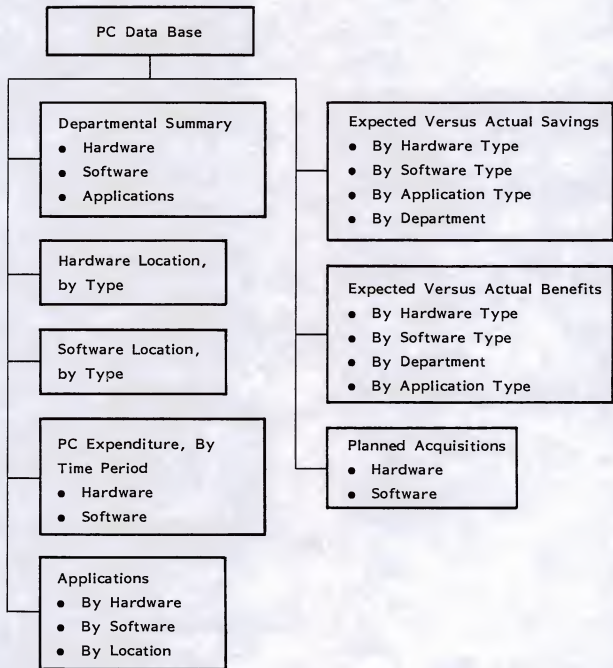 PC Data Base
Departmental Summary
• Hardware
• Software
• Applications
Hardware Location,
by Type
Software Location,
by Type
PC Expenditure, By
Time Period
• Hardware
• Software
Applications
• By Hardware
• By Software
• By Location
Expected Versus Actual Savings
• By Hardware Type
• By Software Type
• By Application Type
• By Department
Expected Versus Actual Benefits
• By Hardware Type
• By Software Type
• By Department
• By Application Type
Planned Acquisitions
• Hardware
• Software